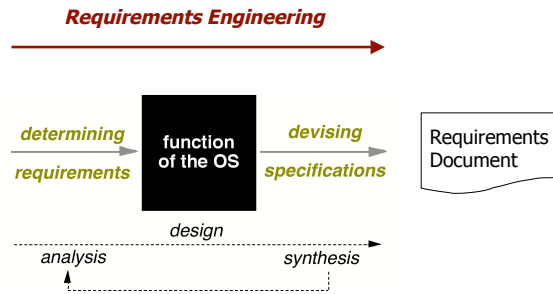 Requirements Engineering
determining
requirements
function
of the OS
devising
specifications
Requirements
Document
design
analysis
synthesis